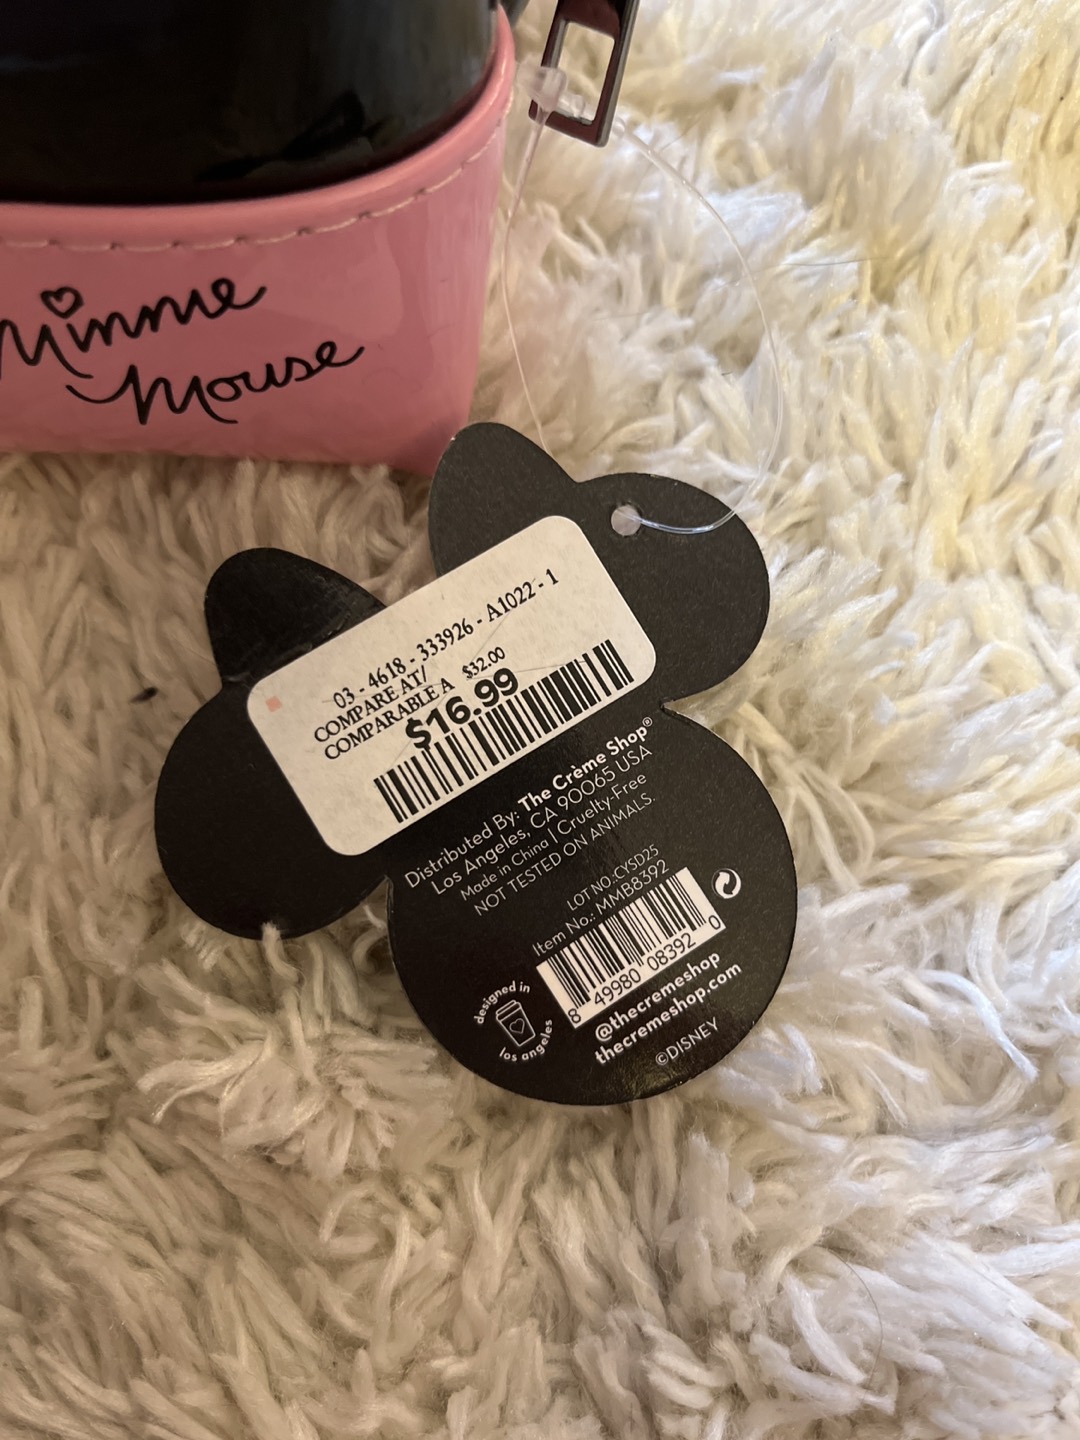 Minnie
Mouse
03 - 4618 - 333926 - A1022 - 1
COMPARE AT/
COMPARABLE A $32.00
$16.99
Distributed By: The Crème Shop®
Los Angeles, CA 90065 USA
Made in China | Cruelty-Free
NOT TESTED ON ANIMALS.
LOT NO.:CYSD25
Item No.: MMB8392
8 49980 08392 0
designed in
los angeles
@thecremeshop
thecremeshop.com
©DISNEY